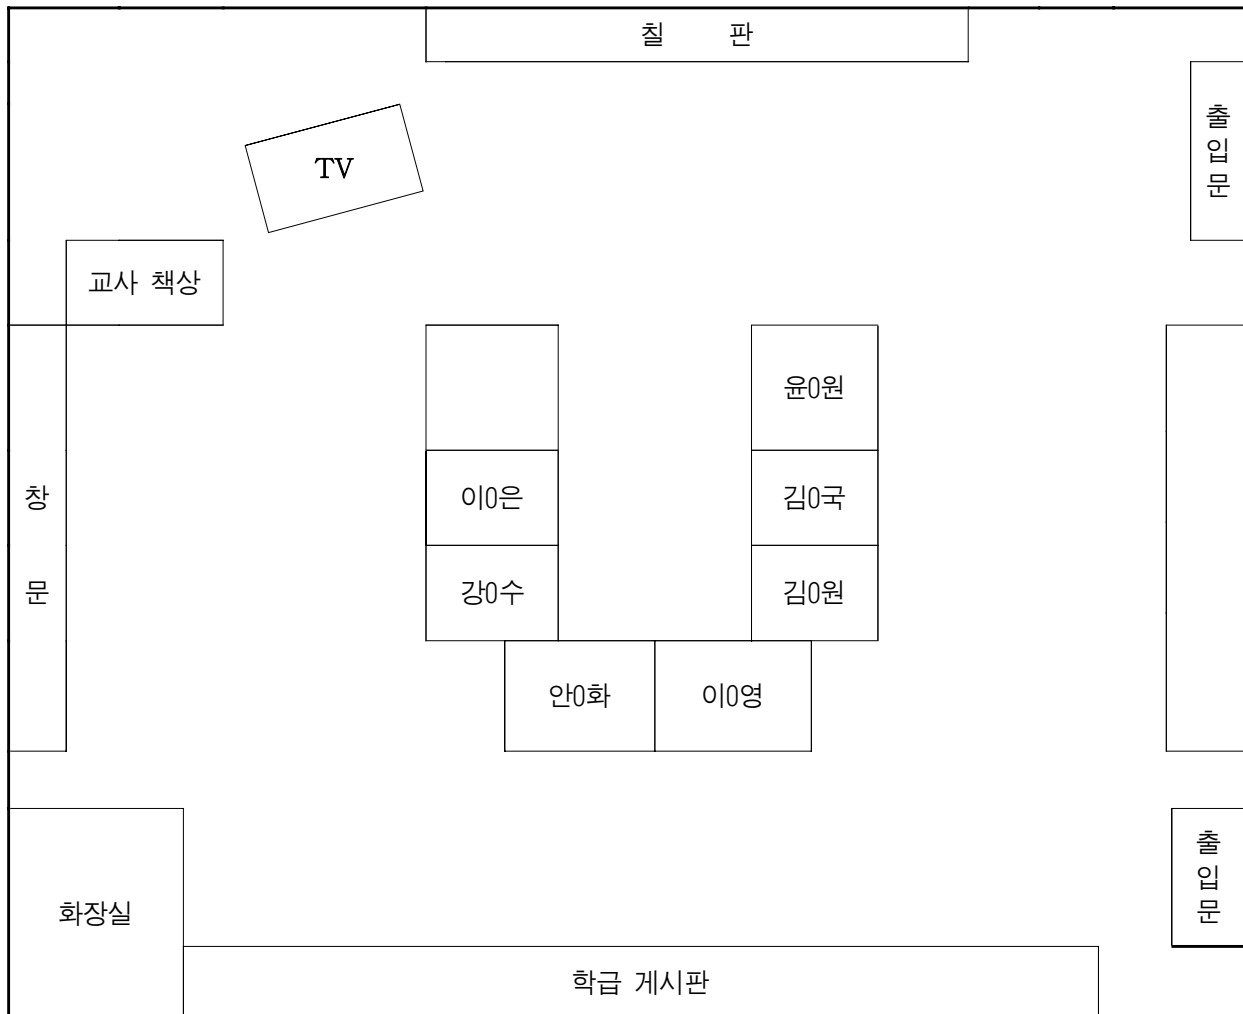 칠 판
TV
출입문
교사 책상
윤0원
창문
이0은
김0국
강0수
김0원
안0화
이0영
출입문
화장실
학급 게시판